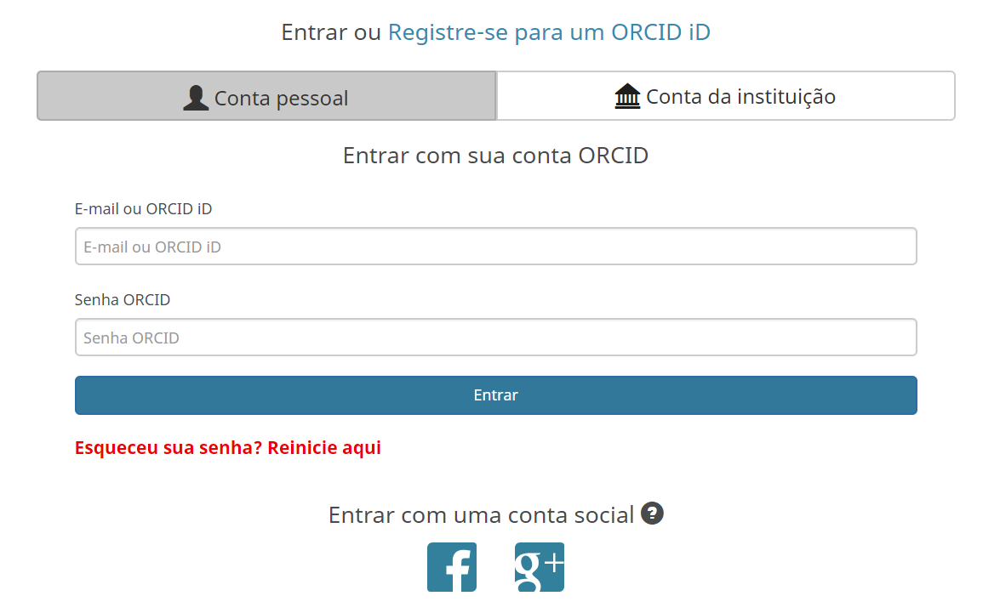 Entrar ou Registre-se para um ORCID iD
Conta pessoal
Conta da instituição
Entrar com sua conta ORCID
E-mail ou ORCID iD
E-mail ou ORCID iD
Senha ORCID
Senha ORCID
Entrar
Esqueceu sua senha? Reinicie aqui
Entrar com uma conta social ?
f g+